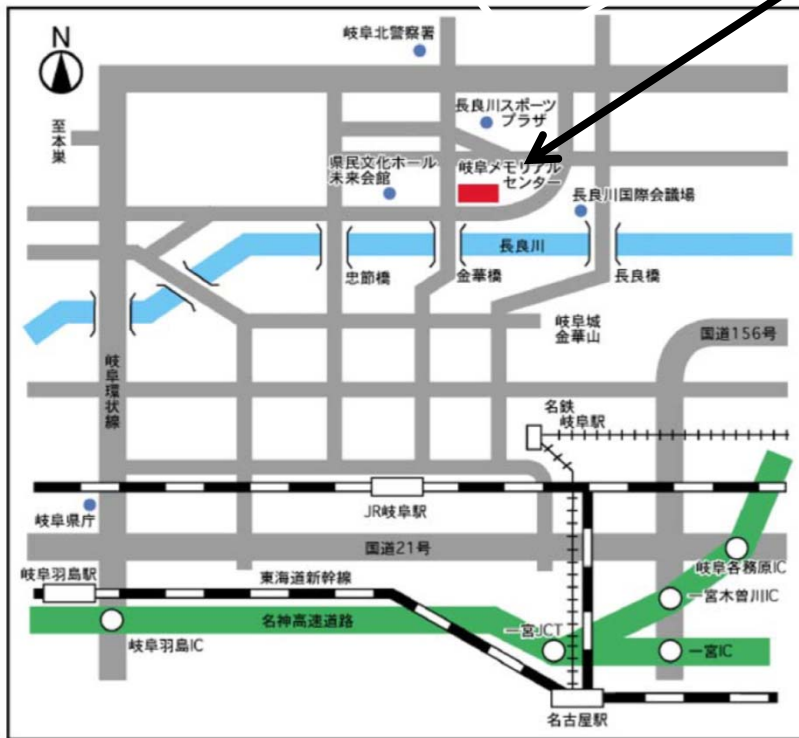 N
岐阜北警察署
長良川スポーツ
プラザ
至本巣
県民文化ホール
未来会館
岐阜メモリアル
センター
長良川国際会議場
長良川
忠節橋
金華橋
長良橋
岐阜城
金華山
国道156号
岐阜環状線
名鉄
岐阜駅
JR岐阜駅
岐阜県庁
国道21号
岐阜各務原IC
岐阜羽島駅
東海道新幹線
一宮木曽川IC
名神高速道路
一宮JCT
岐阜羽島IC
一宮IC
名古屋駅